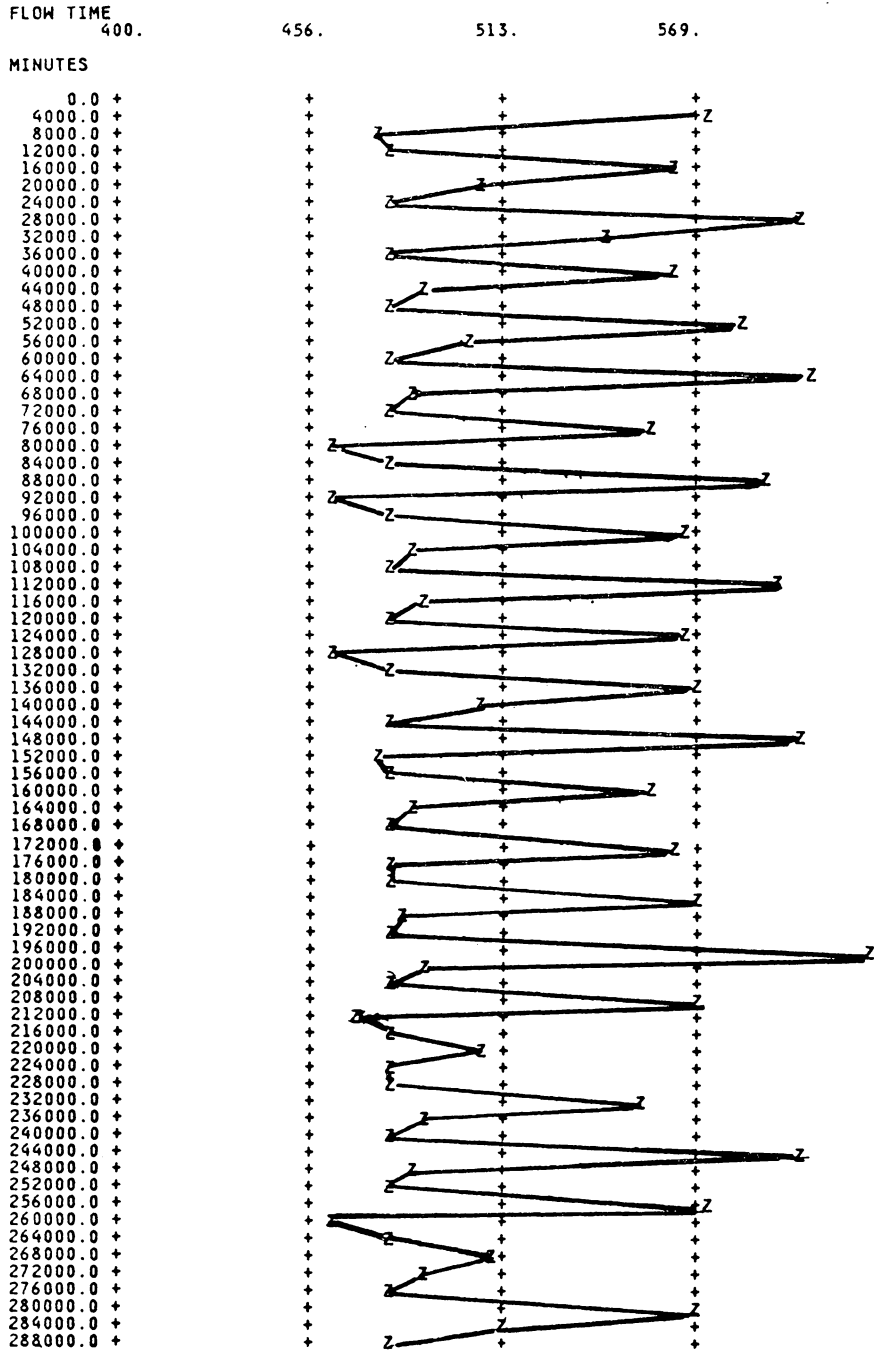 FLOW TIME
400. 456. 513. 569.
MINUTES
0.0 + + + +
4000.0 + + + + Z
8000.0 + + Z + +
12000.0 + + Z + +
16000.0 + + + Z +
20000.0 + + Z + +
24000.0 + + Z + +
28000.0 + + + + Z
32000.0 + + + Z +
36000.0 + + Z + +
40000.0 + + + Z +
44000.0 + + Z + +
48000.0 + + Z + +
52000.0 + + + + Z
56000.0 + + Z + +
60000.0 + + Z + +
64000.0 + + + + Z
68000.0 + + Z + +
72000.0 + + Z + +
76000.0 + + + Z +
80000.0 + + Z + +
84000.0 + + Z + +
88000.0 + + + + Z
92000.0 + + Z + +
96000.0 + + Z + +
100000.0 + + + Z +
104000.0 + + Z + +
108000.0 + + Z + +
112000.0 + + + + Z
116000.0 + + Z + +
120000.0 + + Z + +
124000.0 + + + Z +
128000.0 + + Z + +
132000.0 + + Z + +
136000.0 + + + Z
140000.0 + + Z + +
144000.0 + + Z + +
148000.0 + + + + Z
152000.0 + + Z + +
156000.0 + + Z + +
160000.0 + + + Z +
164000.0 + + Z + +
168000.0 + + Z + +
172000.0 + + + Z +
176000.0 + + Z + +
180000.0 + + Z + +
184000.0 + + + Z
188000.0 + + Z + +
192000.0 + + Z + +
196000.0 + + + + Z
200000.0 + + Z + +
204000.0 + + Z + +
208000.0 + + + Z
212000.0 + + Z + +
216000.0 + + Z + +
220000.0 + + Z + +
224000.0 + + Z + +
228000.0 + + Z + +
232000.0 + + + Z +
236000.0 + + Z + +
240000.0 + + Z + +
244000.0 + + + + Z
248000.0 + + Z + +
252000.0 + + Z + +
256000.0 + + + + Z
260000.0 + + Z + +
264000.0 + + Z + +
268000.0 + + Z + +
272000.0 + + Z + +
276000.0 + + Z + +
280000.0 + + + Z
284000.0 + + Z +
288000.0 + + Z + +